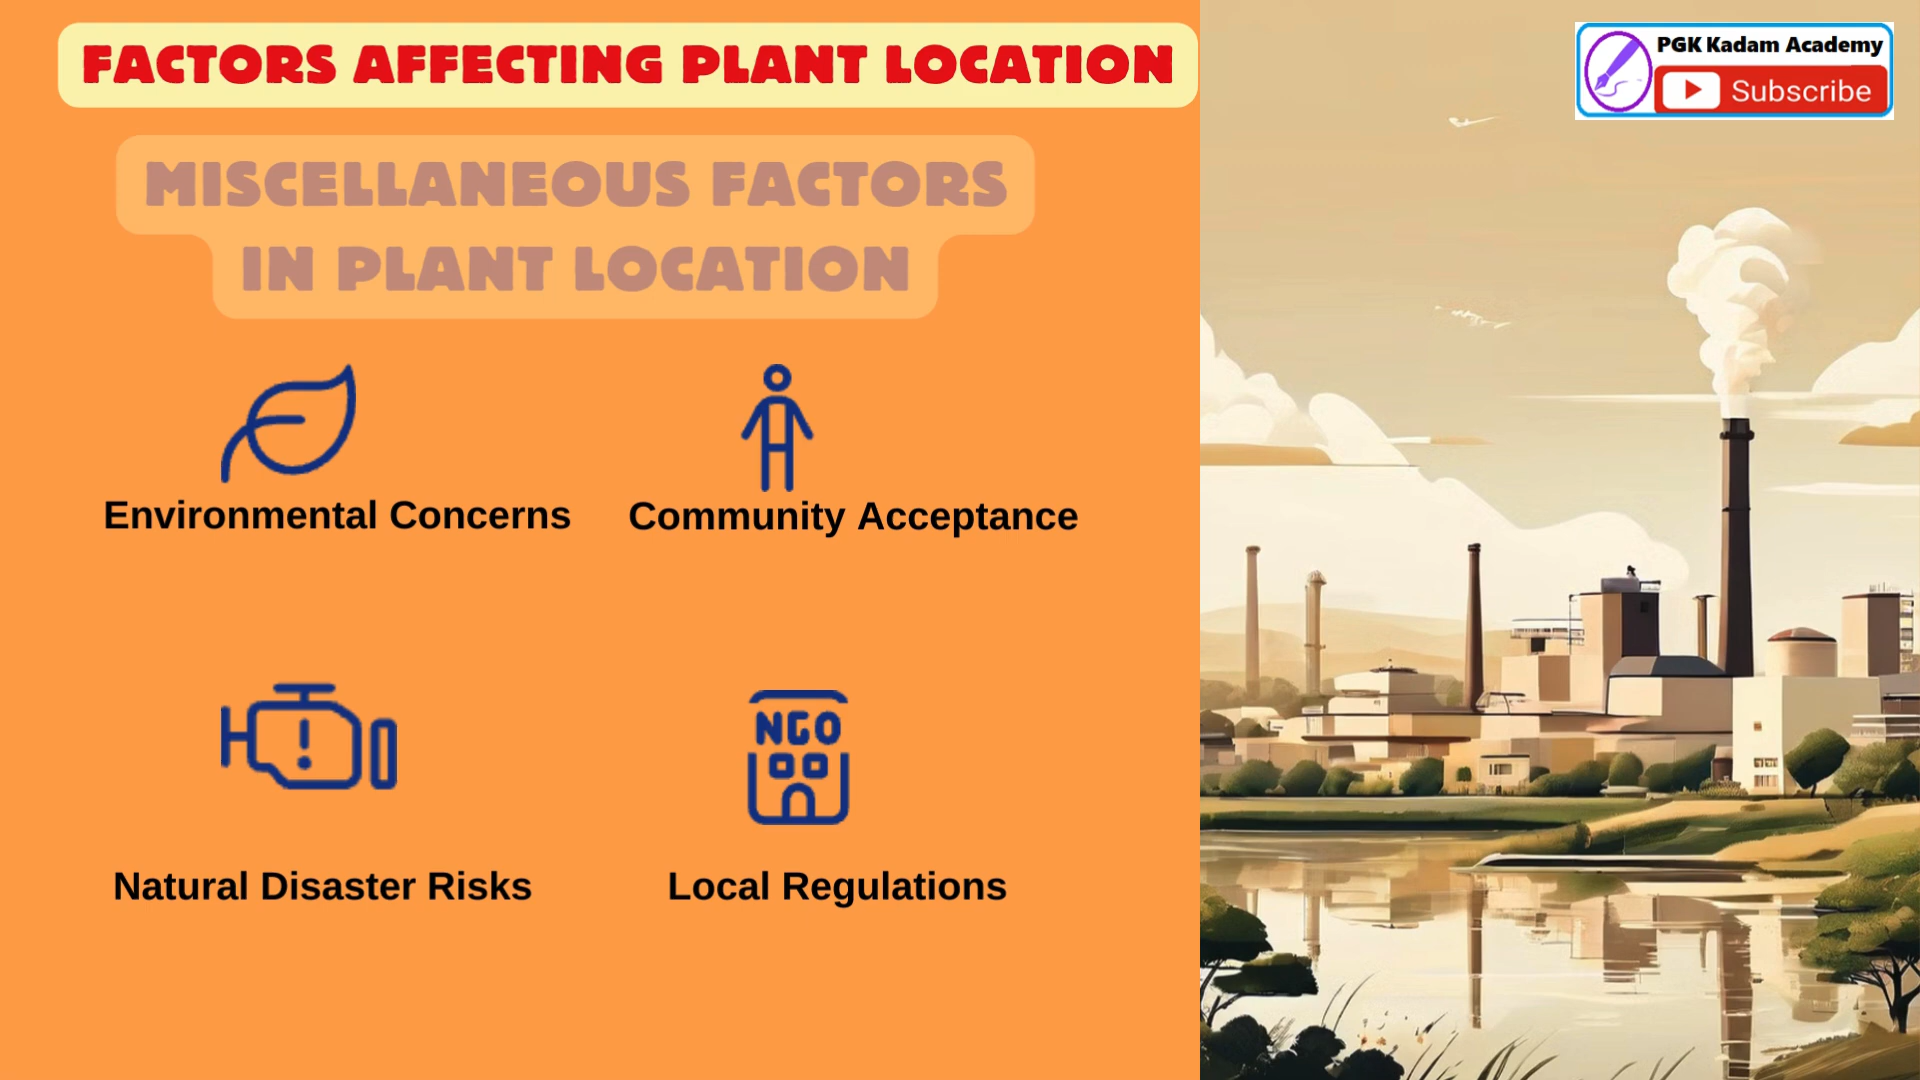 FACTORS AFFECTING PLANT LOCATION
PGK Kadam Academy
Subscribe
MISCELLANEOUS FACTORS
IN PLANT LOCATION
Environmental Concerns
Community Acceptance
NGO
Natural Disaster Risks
Local Regulations